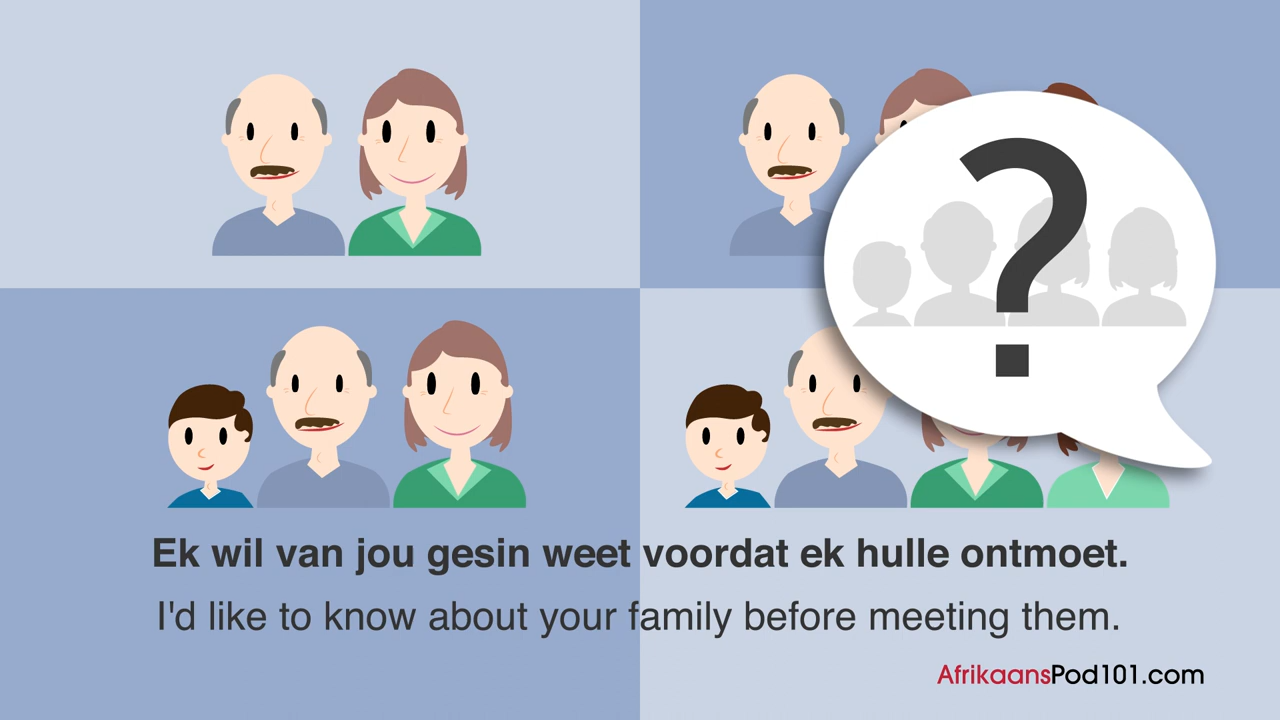 ?
Ek wil van jou gesin weet voordat ek hulle ontmoet.
I'd like to know about your family before meeting them.
AfrikaansPod101.com